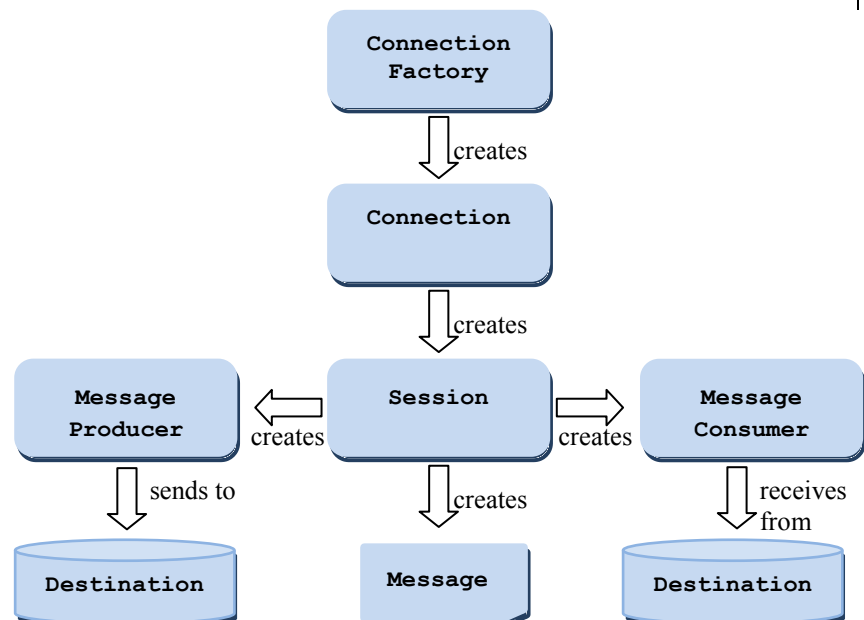 Connection
Factory
creates
Connection
creates
Message
Producer
creates
Session
creates
Message
Consumer
sends to
creates
receives
from
Destination
Message
Destination